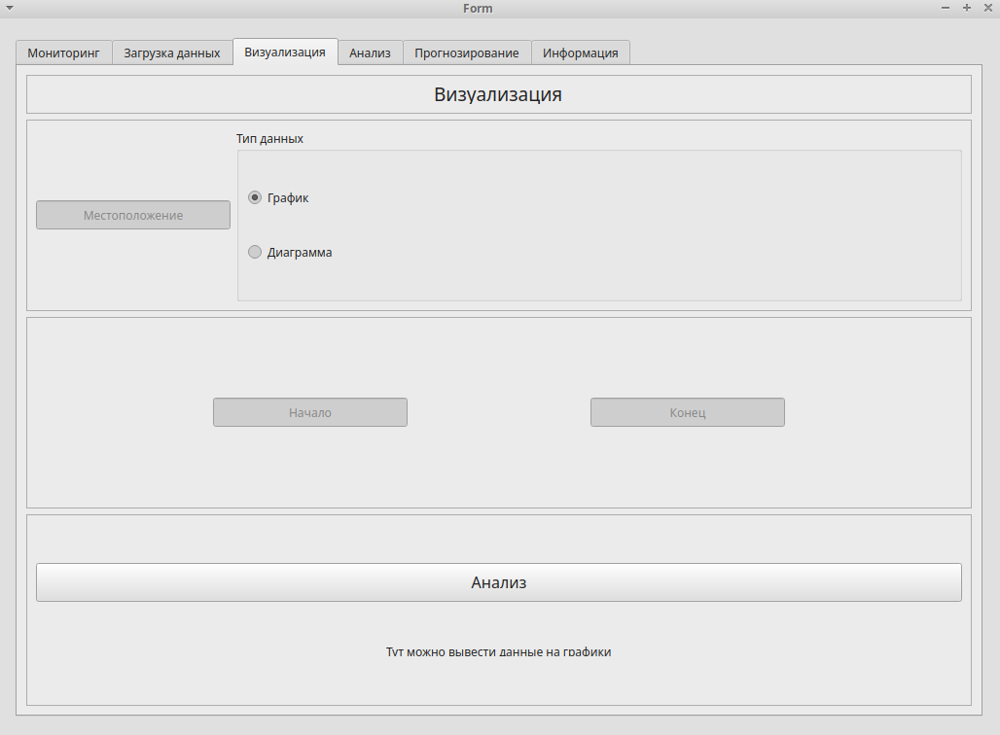 Form
Мониторинг Загрузка данных Визуализация Анализ Прогнозирование Информация
Визуализация
Тип данных
График
Местоположение
Диаграмма
Начало Конец
Анализ
Тут можно вывести данные на графики